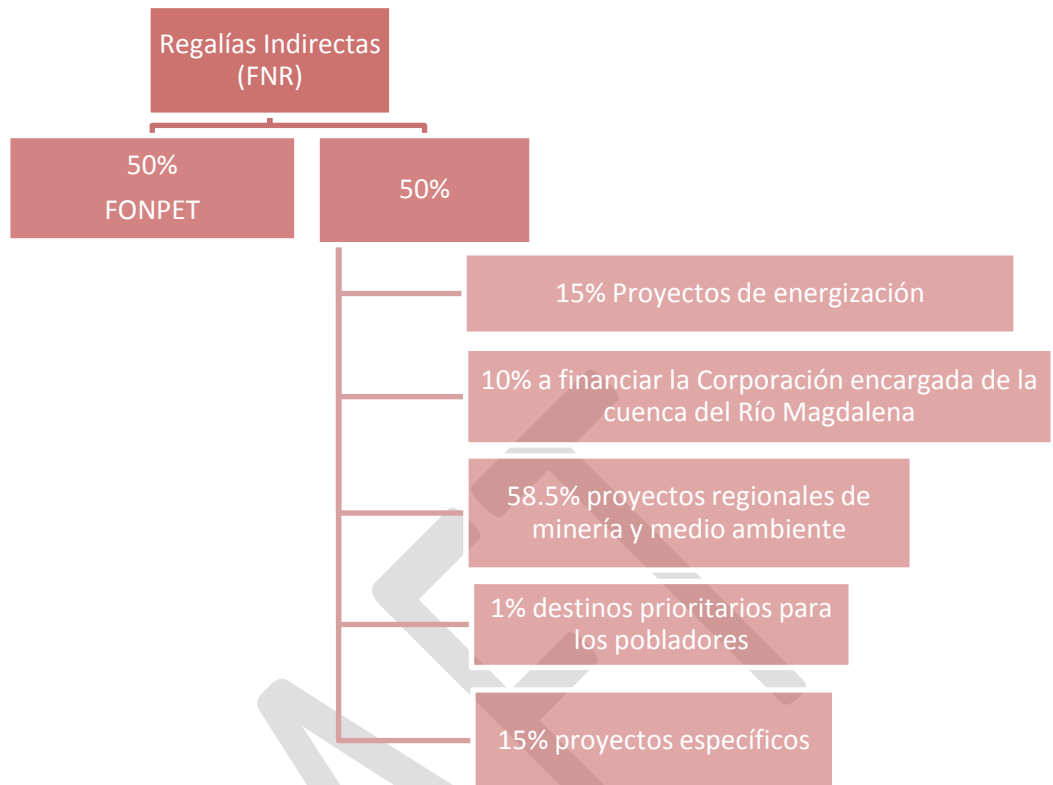 Regalías Indirectas
(FNR)
50%
FONPET
50%
15% Proyectos de energización
10% a financiar la Corporación encargada de la
cuenca del Río Magdalena
58.5% proyectos regionales de
minería y medio ambiente
1% destinos prioritarios para
los pobladores
15% proyectos específicos